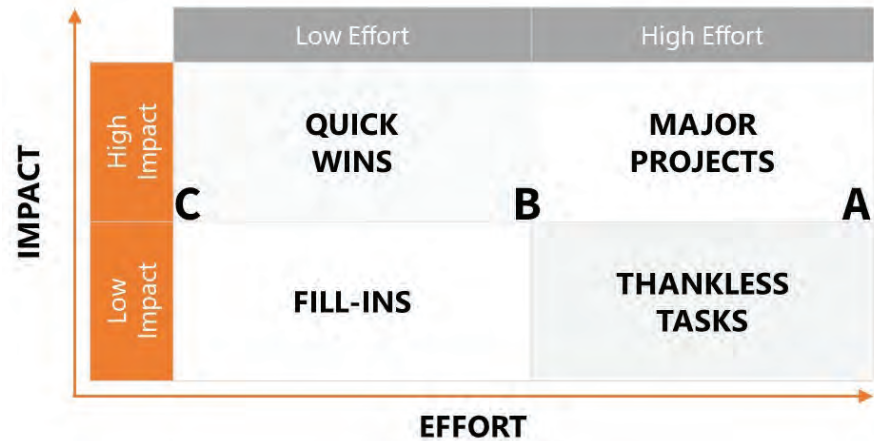 Low Effort
High Effort
IMPACT
High
Impact
QUICK
WINS
MAJOR
PROJECTS
C
B
A
Low
Impact
FILL-INS
THANKLESS
TASKS
EFFORT